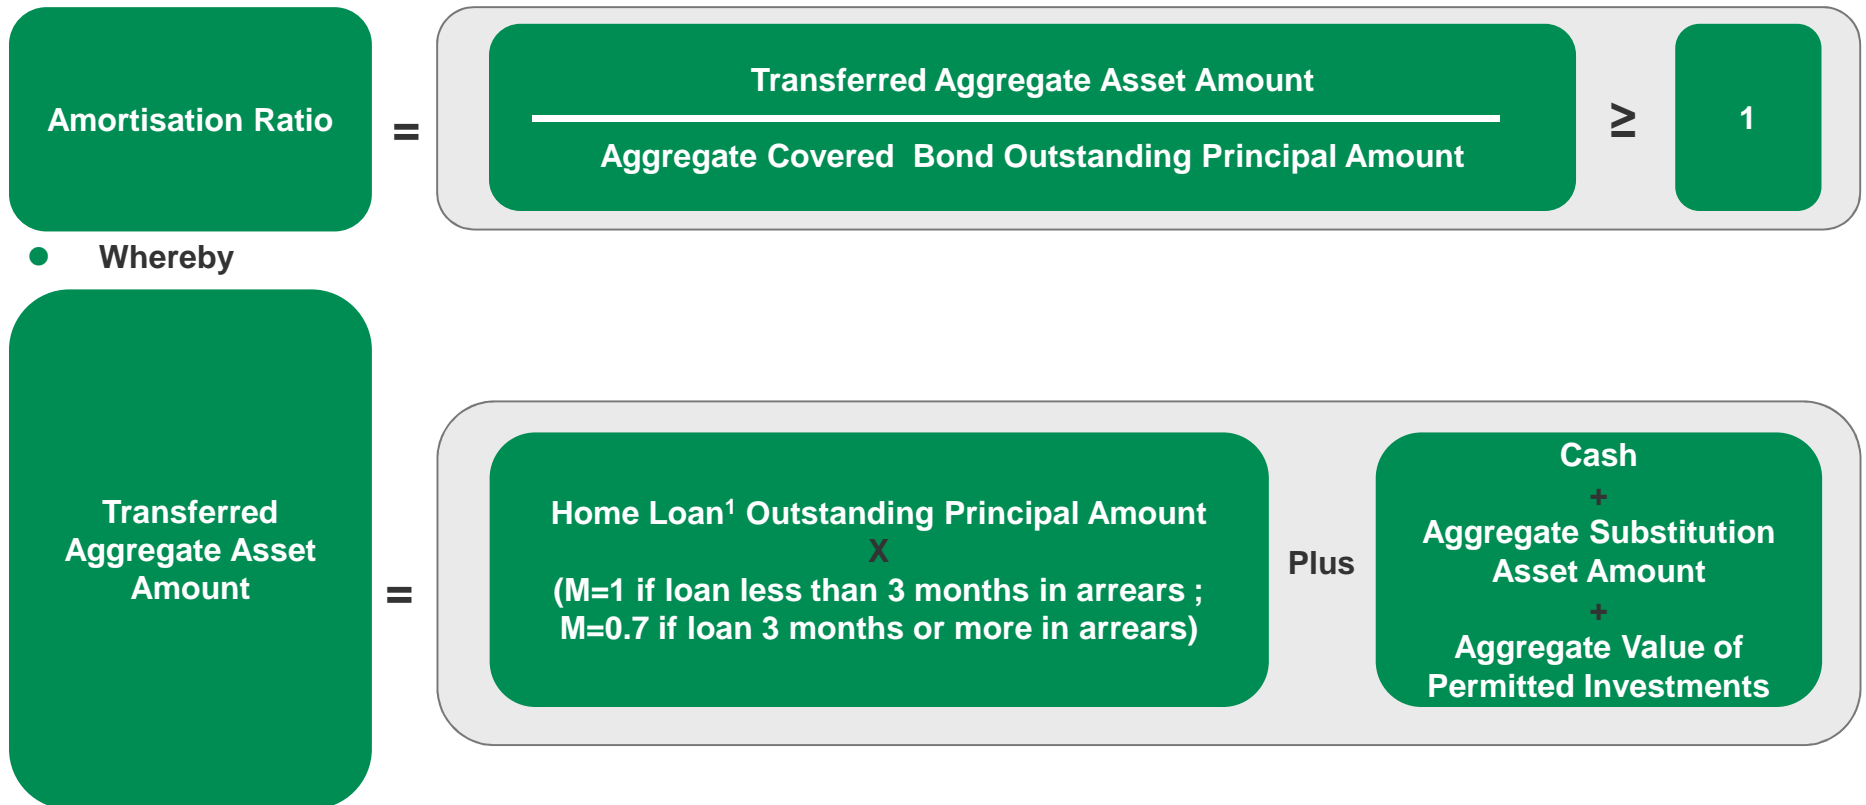 Amortisation Ratio
=
Transferred Aggregate Asset Amount
Aggregate Covered  Bond Outstanding Principal Amount
≥
1
● Whereby
Transferred
Aggregate Asset
Amount
=
Home Loan¹ Outstanding Principal Amount
X
(M=1 if loan less than 3 months in arrears ;
M=0.7 if loan 3 months or more in arrears)
Plus
Cash
+
Aggregate Substitution
Asset Amount
+
Aggregate Value of
Permitted Investments